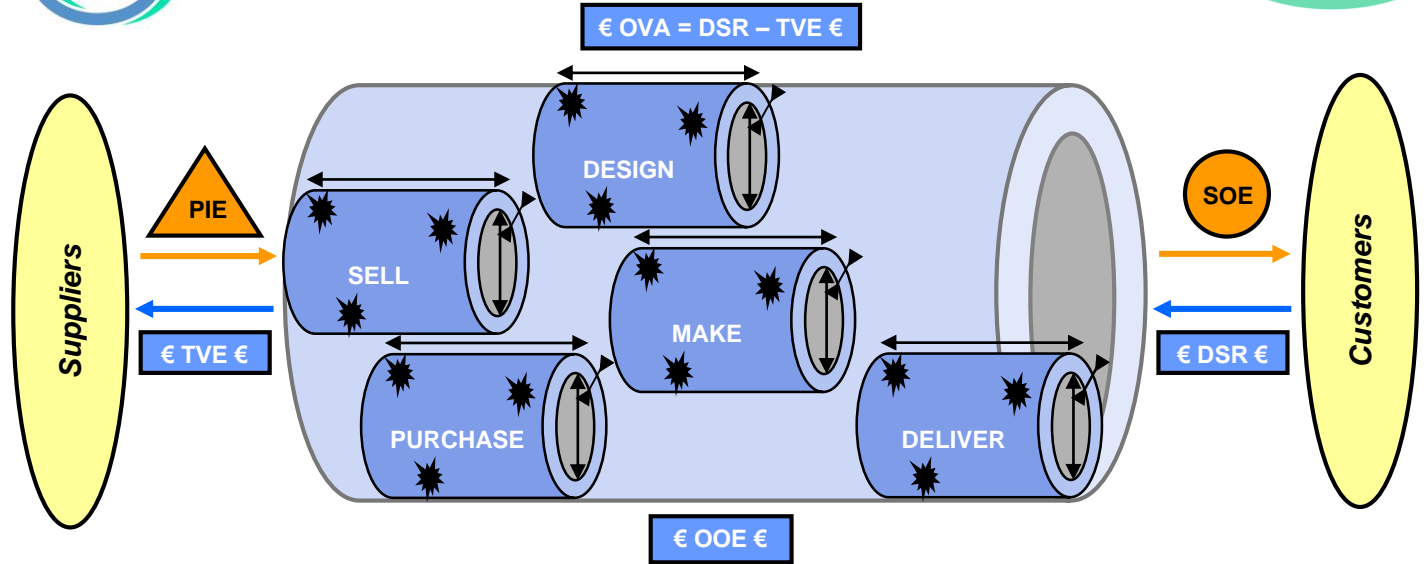 € OVA = DSR – TVE €
DESIGN
PIE
SOE
SELL
Suppliers
Customers
MAKE
€ TVE €
€ DSR €
PURCHASE
DELIVER
€ OOE €